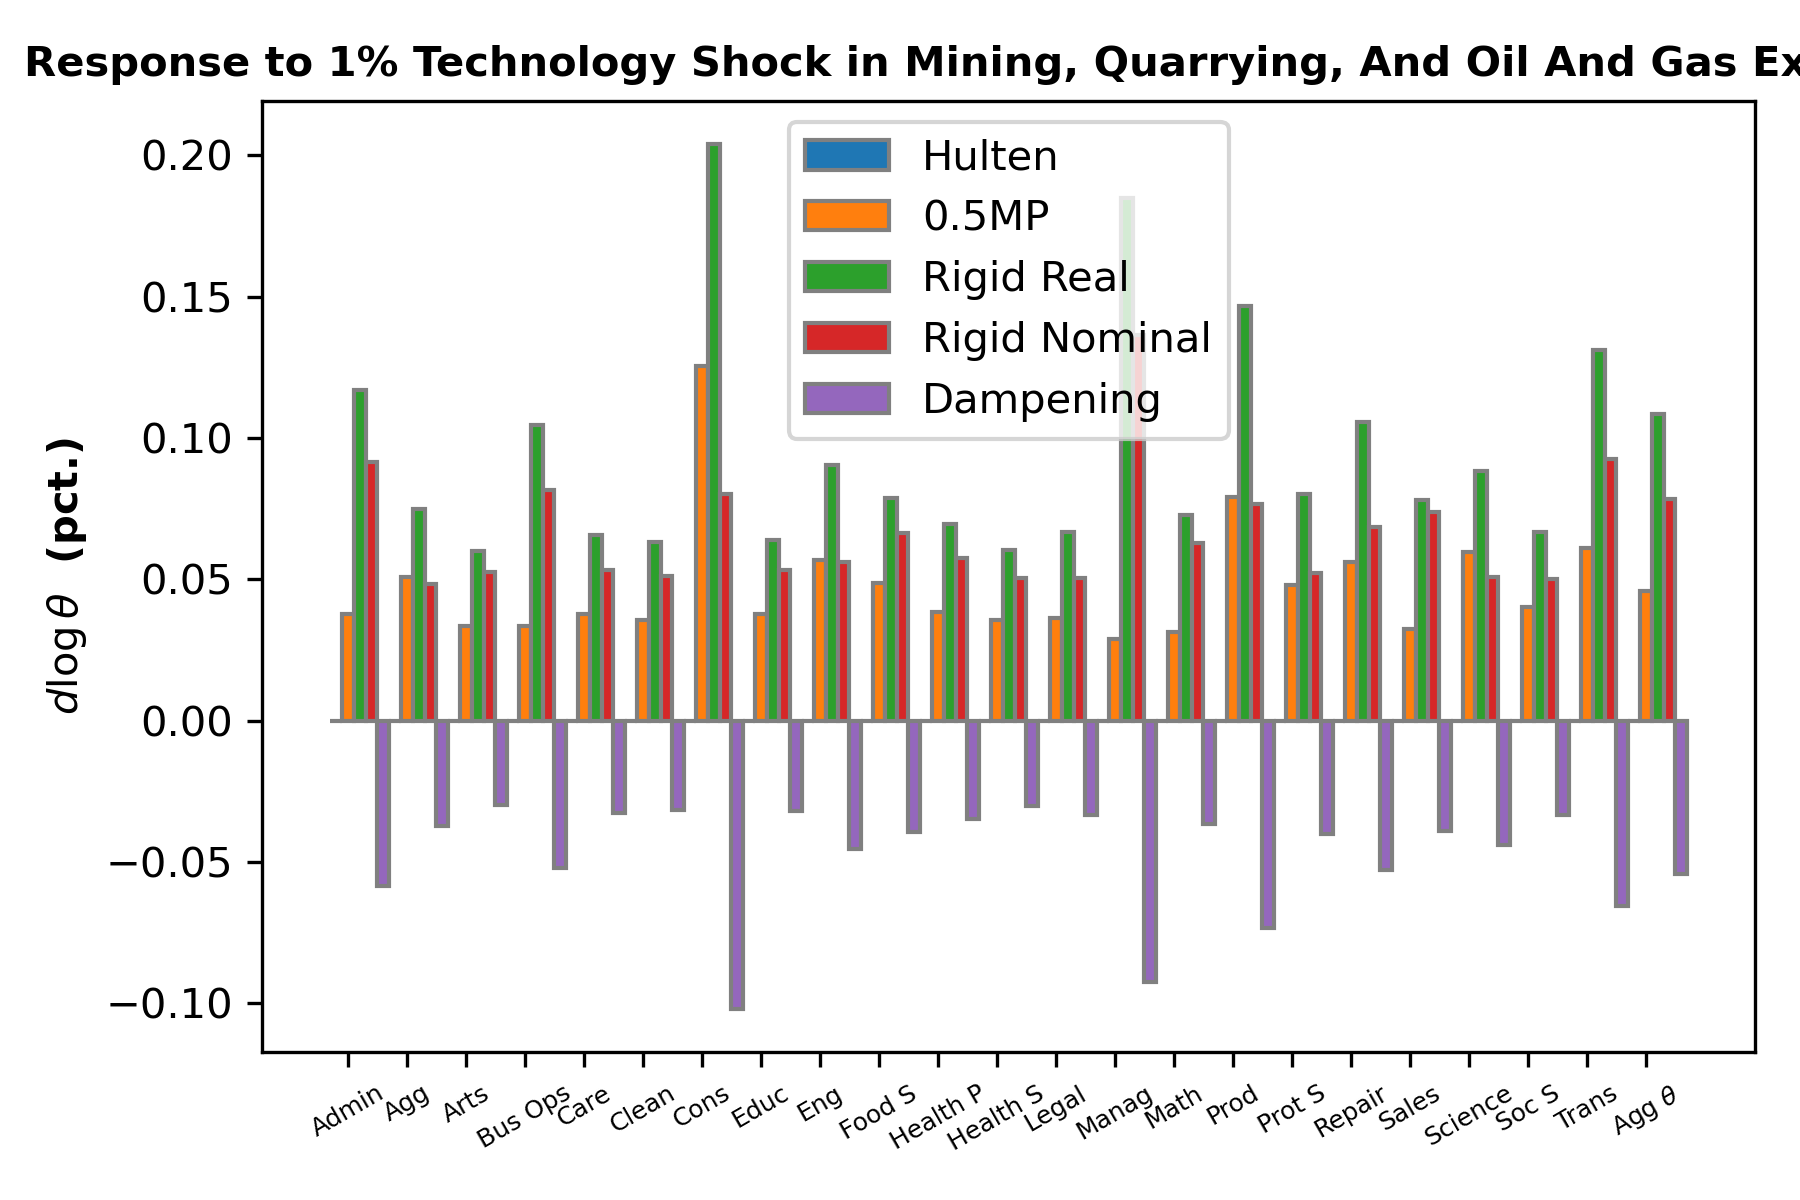 Response to 1% Technology Shock in Mining, Quarrying, And Oil And Gas Ex
Hulten
0.5MP
Rigid Real
Rigid Nominal
Dampening
0.20
0.15
0.10
0.05
0.00
−0.05
−0.10
dlog θ (pct.)
Admin
Agg
Arts
Bus Ops
Care
Clean
Cons
Educ
Eng
Food S
Health P
Health S
Legal
Manag
Math
Prod
Prot S
Repair
Sales
Science
Soc S
Trans
Agg θ